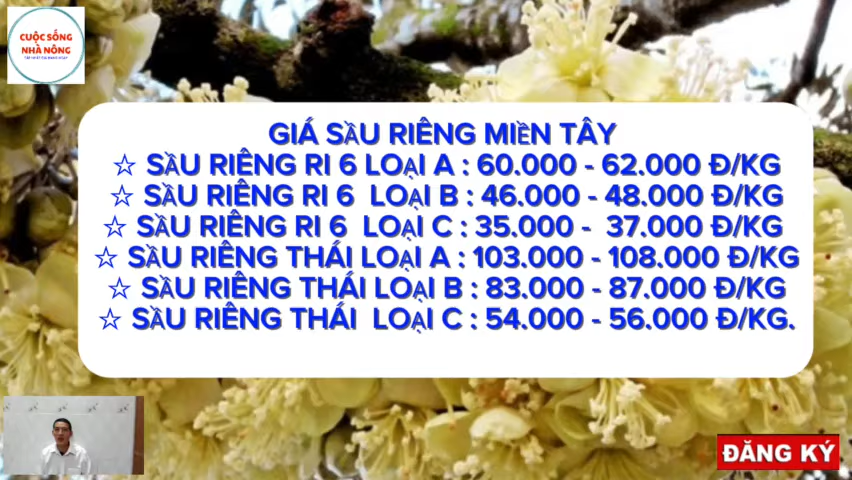 CUỘC SỐNG
NHÀ NÔNG
GIÁ SẦU RIÊNG MIỀN TÂY
☆ SẦU RIÊNG RI 6 LOẠI A : 60.000 - 62.000 Đ/KG
☆ SẦU RIÊNG RI 6 LOẠI B : 46.000 - 48.000 Đ/KG
☆ SẦU RIÊNG RI 6 LOẠI C : 35.000 - 37.000 Đ/KG
☆ SẦU RIÊNG THÁI LOẠI A : 103.000 - 108.000 Đ/KG
☆ SẦU RIÊNG THÁI LOẠI B : 83.000 - 87.000 Đ/KG
☆ SẦU RIÊNG THÁI LOẠI C : 54.000 - 56.000 Đ/KG.
ĐĂNG KÝ